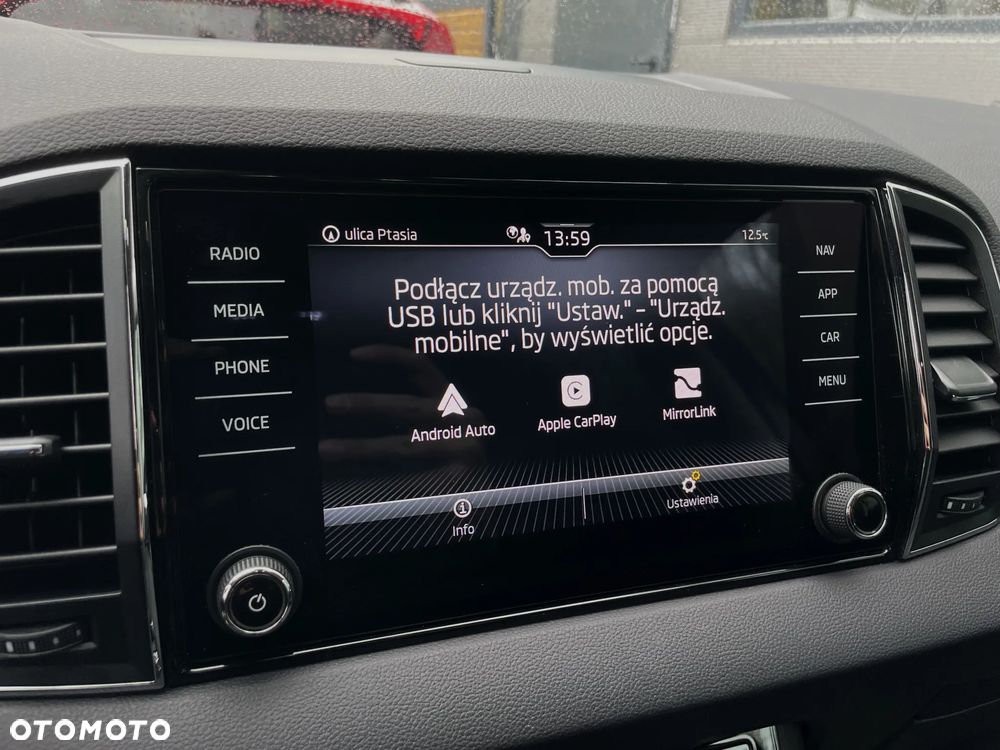 ulica Ptasia
13:59
12.5°C
RADIO
MEDIA
PHONE
VOICE
Podłącz urządz. mob. za pomocą
USB lub kliknij "Ustaw." – "Urządz.
mobilne", by wyświetlić opcje.
Android Auto
Apple CarPlay
MirrorLink
Info
Ustawienia
NAV
APP
CAR
MENU
OTOMOTO